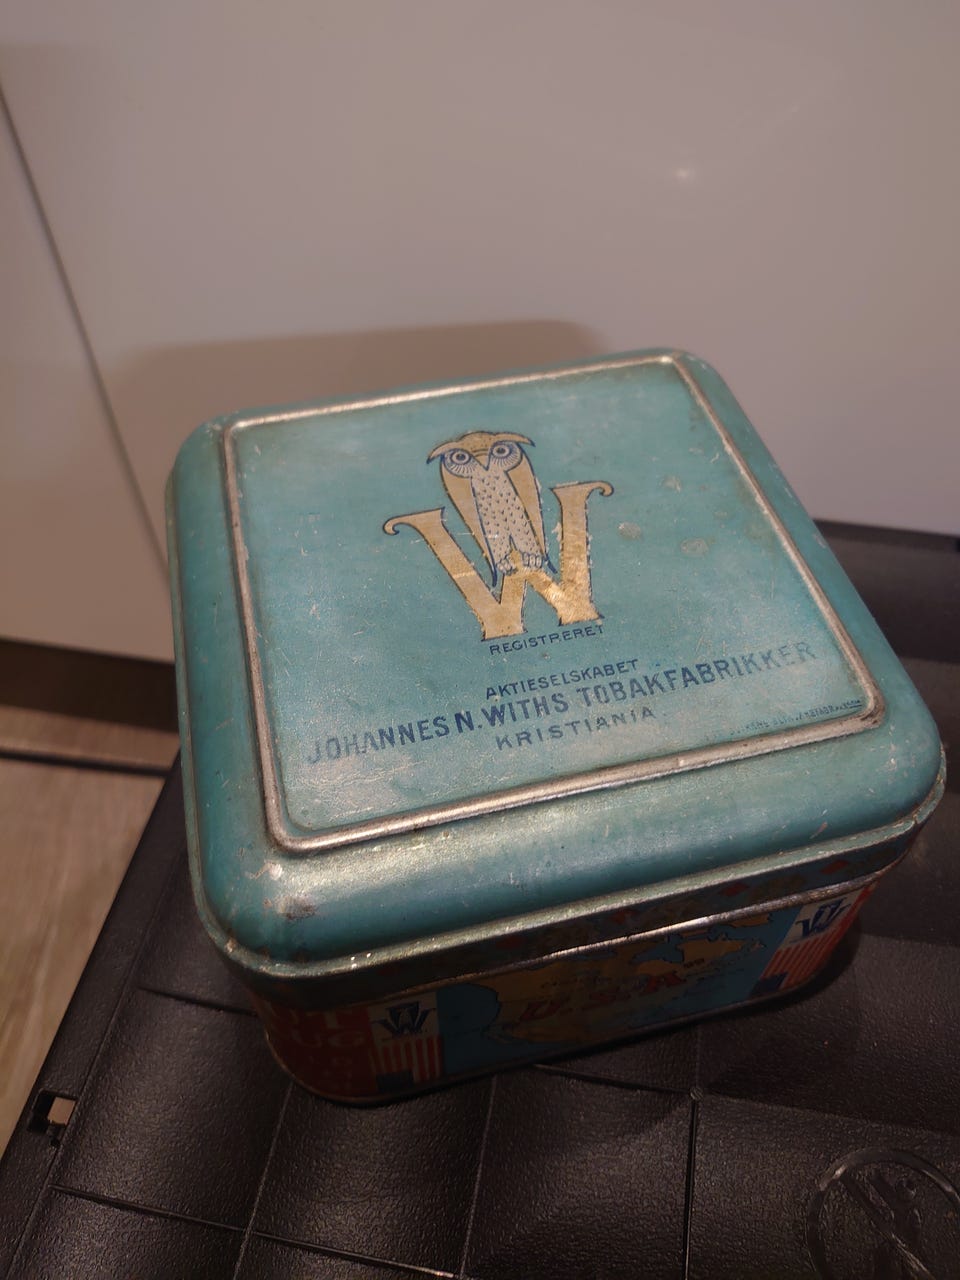 W
REGISTRERET
AKTIESELSKABET
JOHANNES N. WITHS TOBAKFABRIKKER
KRISTIANIA.
U.S.A.
W
W